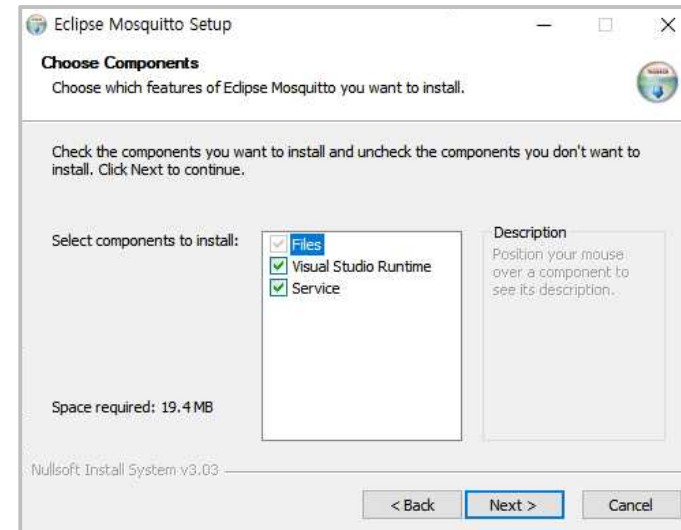 Eclipse Mosquitto Setup
Choose Components
Choose which features of Eclipse Mosquitto you want to install.
Check the components you want to install and uncheck the components you don't want to
install. Click Next to continue.
Select components to install:
Files
Visual Studio Runtime
Service
Description
Position your mouse
over a component to
see its description.
Space required: 19.4 MB
Nullsoft Install System v3.03
< Back
Next >
Cancel